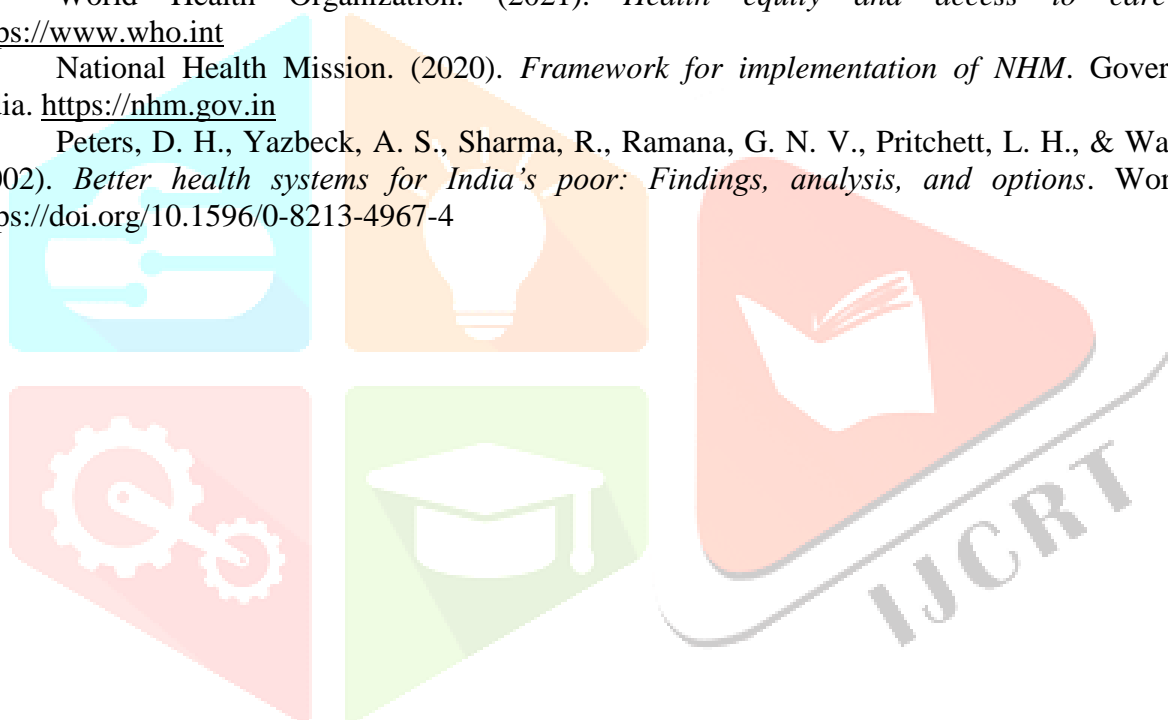 World Health Organization. (2021). Health equity and access to care
ps://www.who.int
National Health Mission. (2020). Framework for implementation of NHM. Gover
ia. https://nhm.gov.in
Peters, D. H., Yazbeck, A. S., Sharma, R., Ramana, G. N. V., Pritchett, L. H., & Wa
002). Better health systems for India’s poor: Findings, analysis, and options. Wor
ps://doi.org/10.1596/0-8213-4967-4
IJCRT